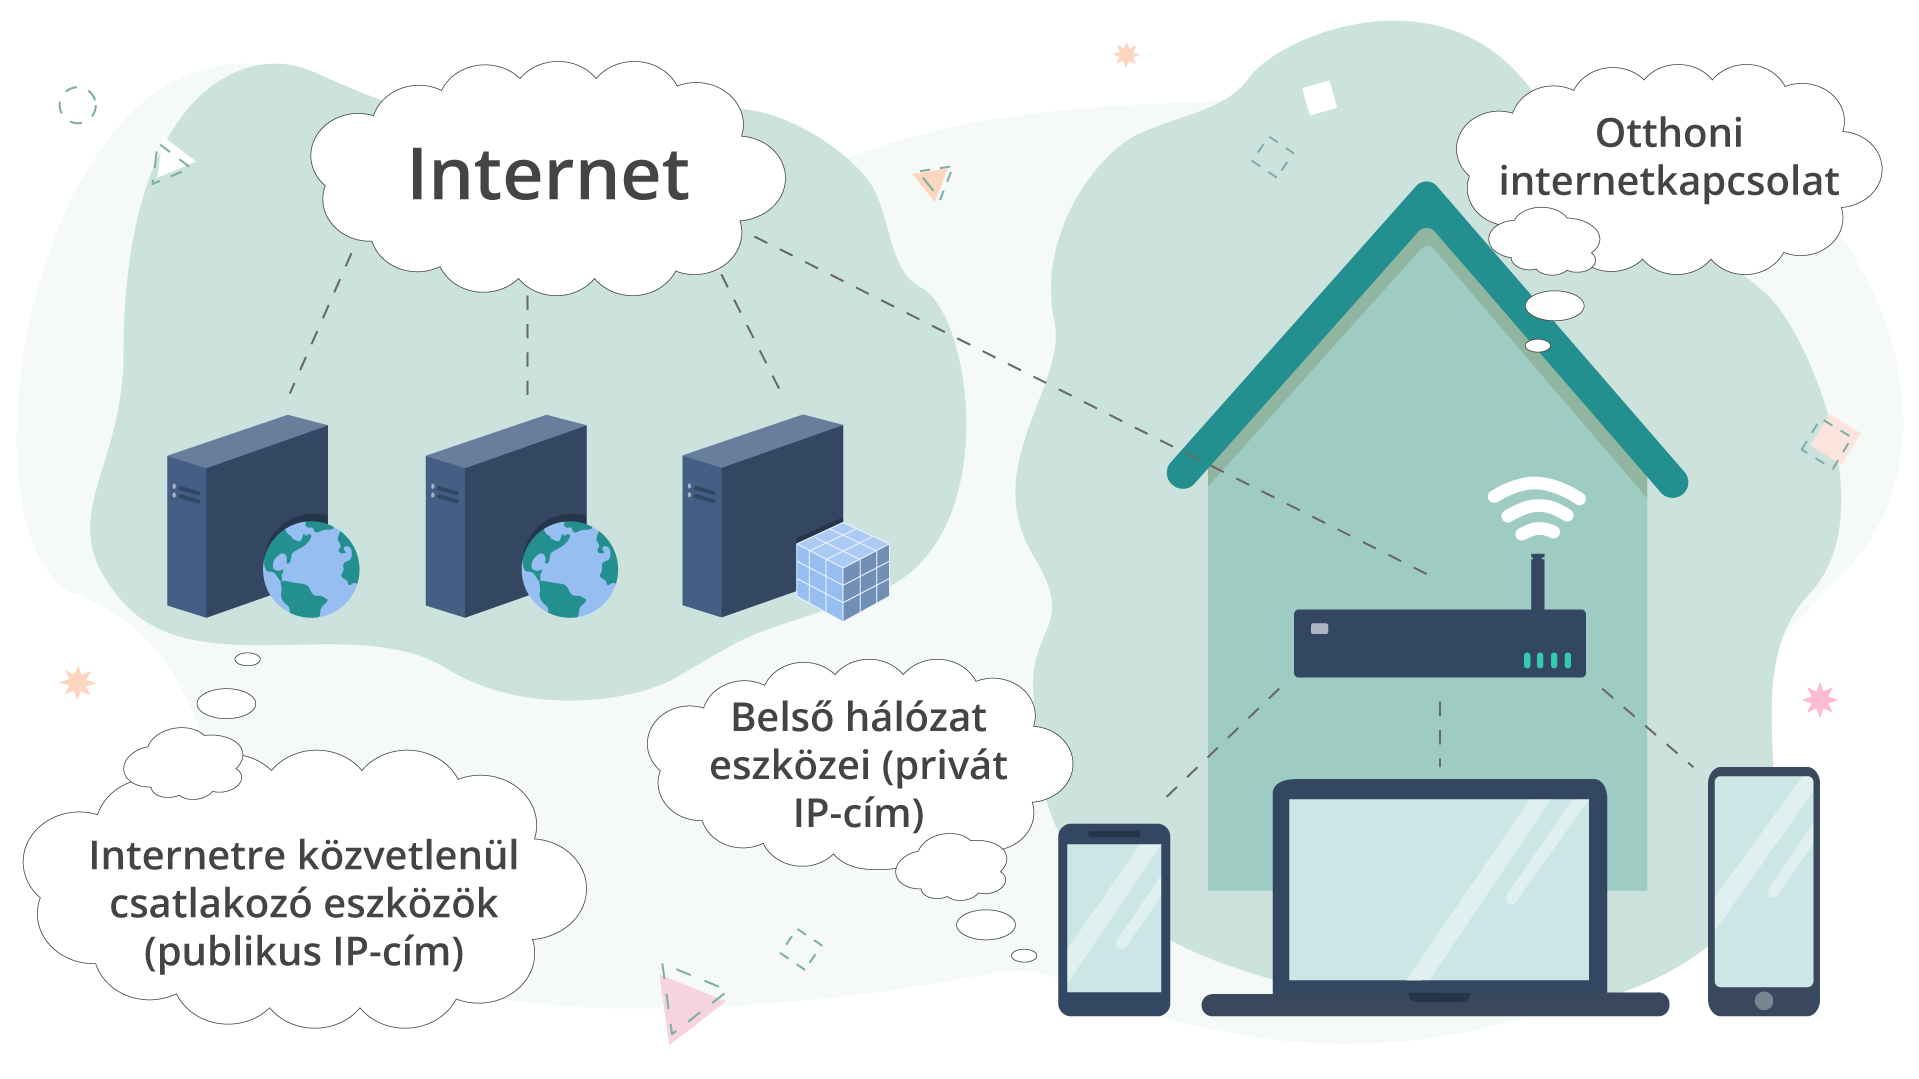 Internet
Otthoni
internetkapcsolat
Belső hálózat
eszközei (privát
IP-cím)
Internetre közvetlenül
csatlakozó eszközök
(publikus IP-cím)